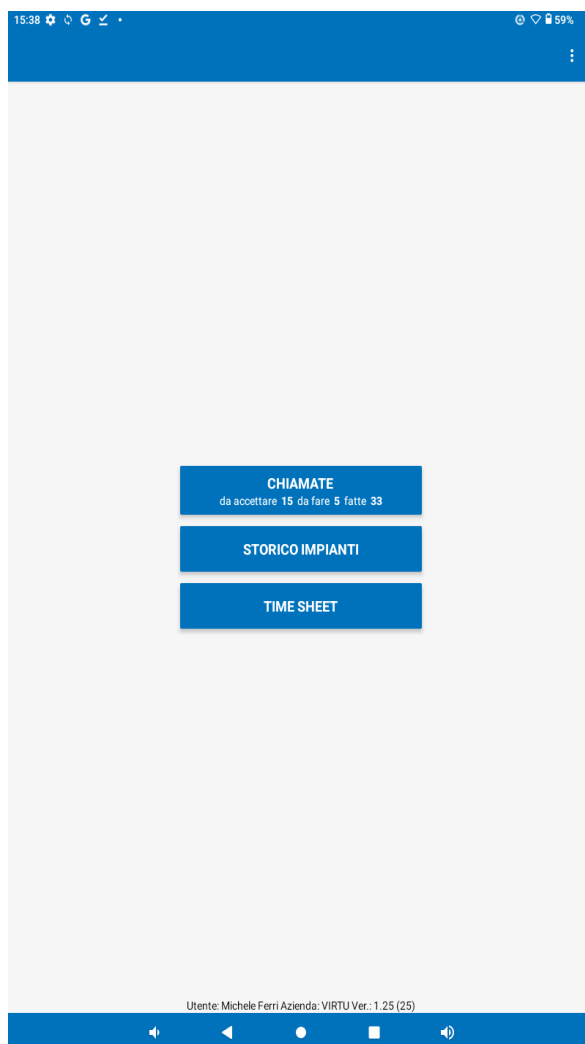 15:38 G 59%
CHIAMATE
da accettare 15 da fare 5 fatte 33
STORICO IMPIANTI
TIME SHEET
Utente: Michele Ferri Azienda: VIRTU Ver.: 1.25 (25)